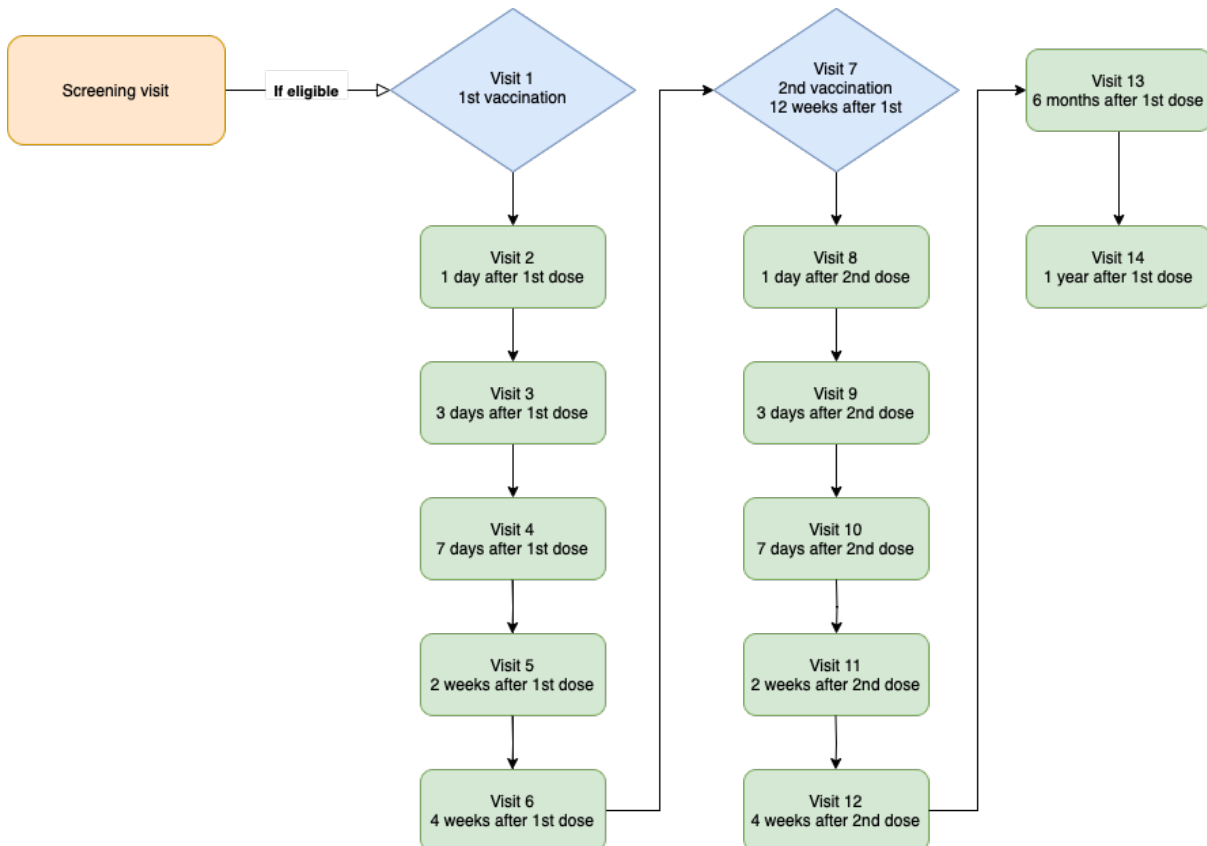 Screening visit
If eligible
Visit 1
1st vaccination
Visit 2
1 day after 1st dose
Visit 3
3 days after 1st dose
Visit 4
7 days after 1st dose
Visit 5
2 weeks after 1st dose
Visit 6
4 weeks after 1st dose
Visit 7
2nd vaccination
12 weeks after 1st
Visit 8
1 day after 2nd dose
Visit 9
3 days after 2nd dose
Visit 10
7 days after 2nd dose
Visit 11
2 weeks after 2nd dose
Visit 12
4 weeks after 2nd dose
Visit 13
6 months after 1st dose
Visit 14
1 year after 1st dose